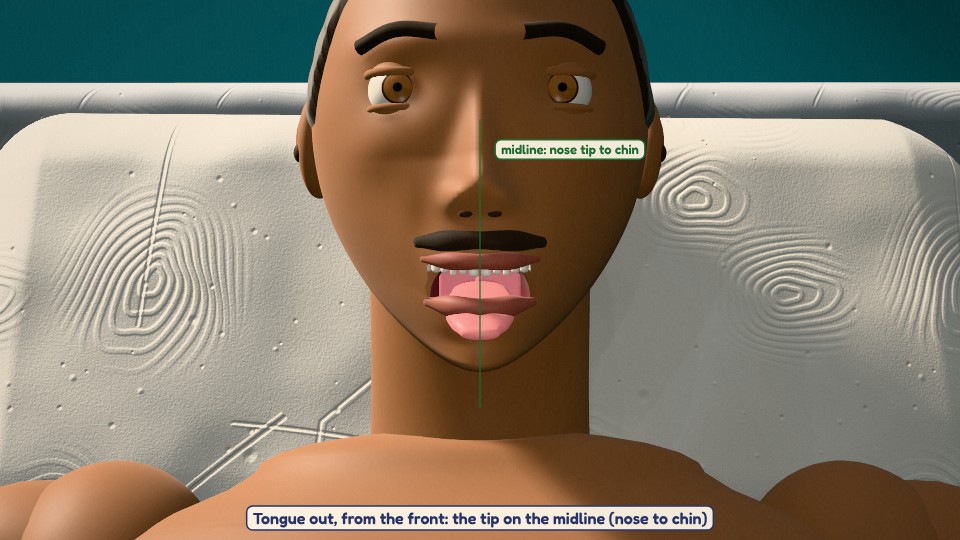 midline: nose tip to chin
Tongue out, from the front: the tip on the midline (nose to chin)